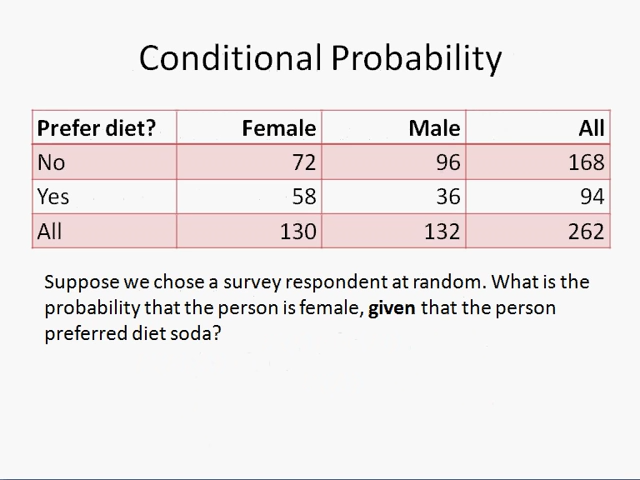 Conditional Probability
Prefer diet? Female Male All
No 72 96 168
Yes 58 36 94
All 130 132 262
Suppose we chose a survey respondent at random. What is the
probability that the person is female, given that the person
preferred diet soda?